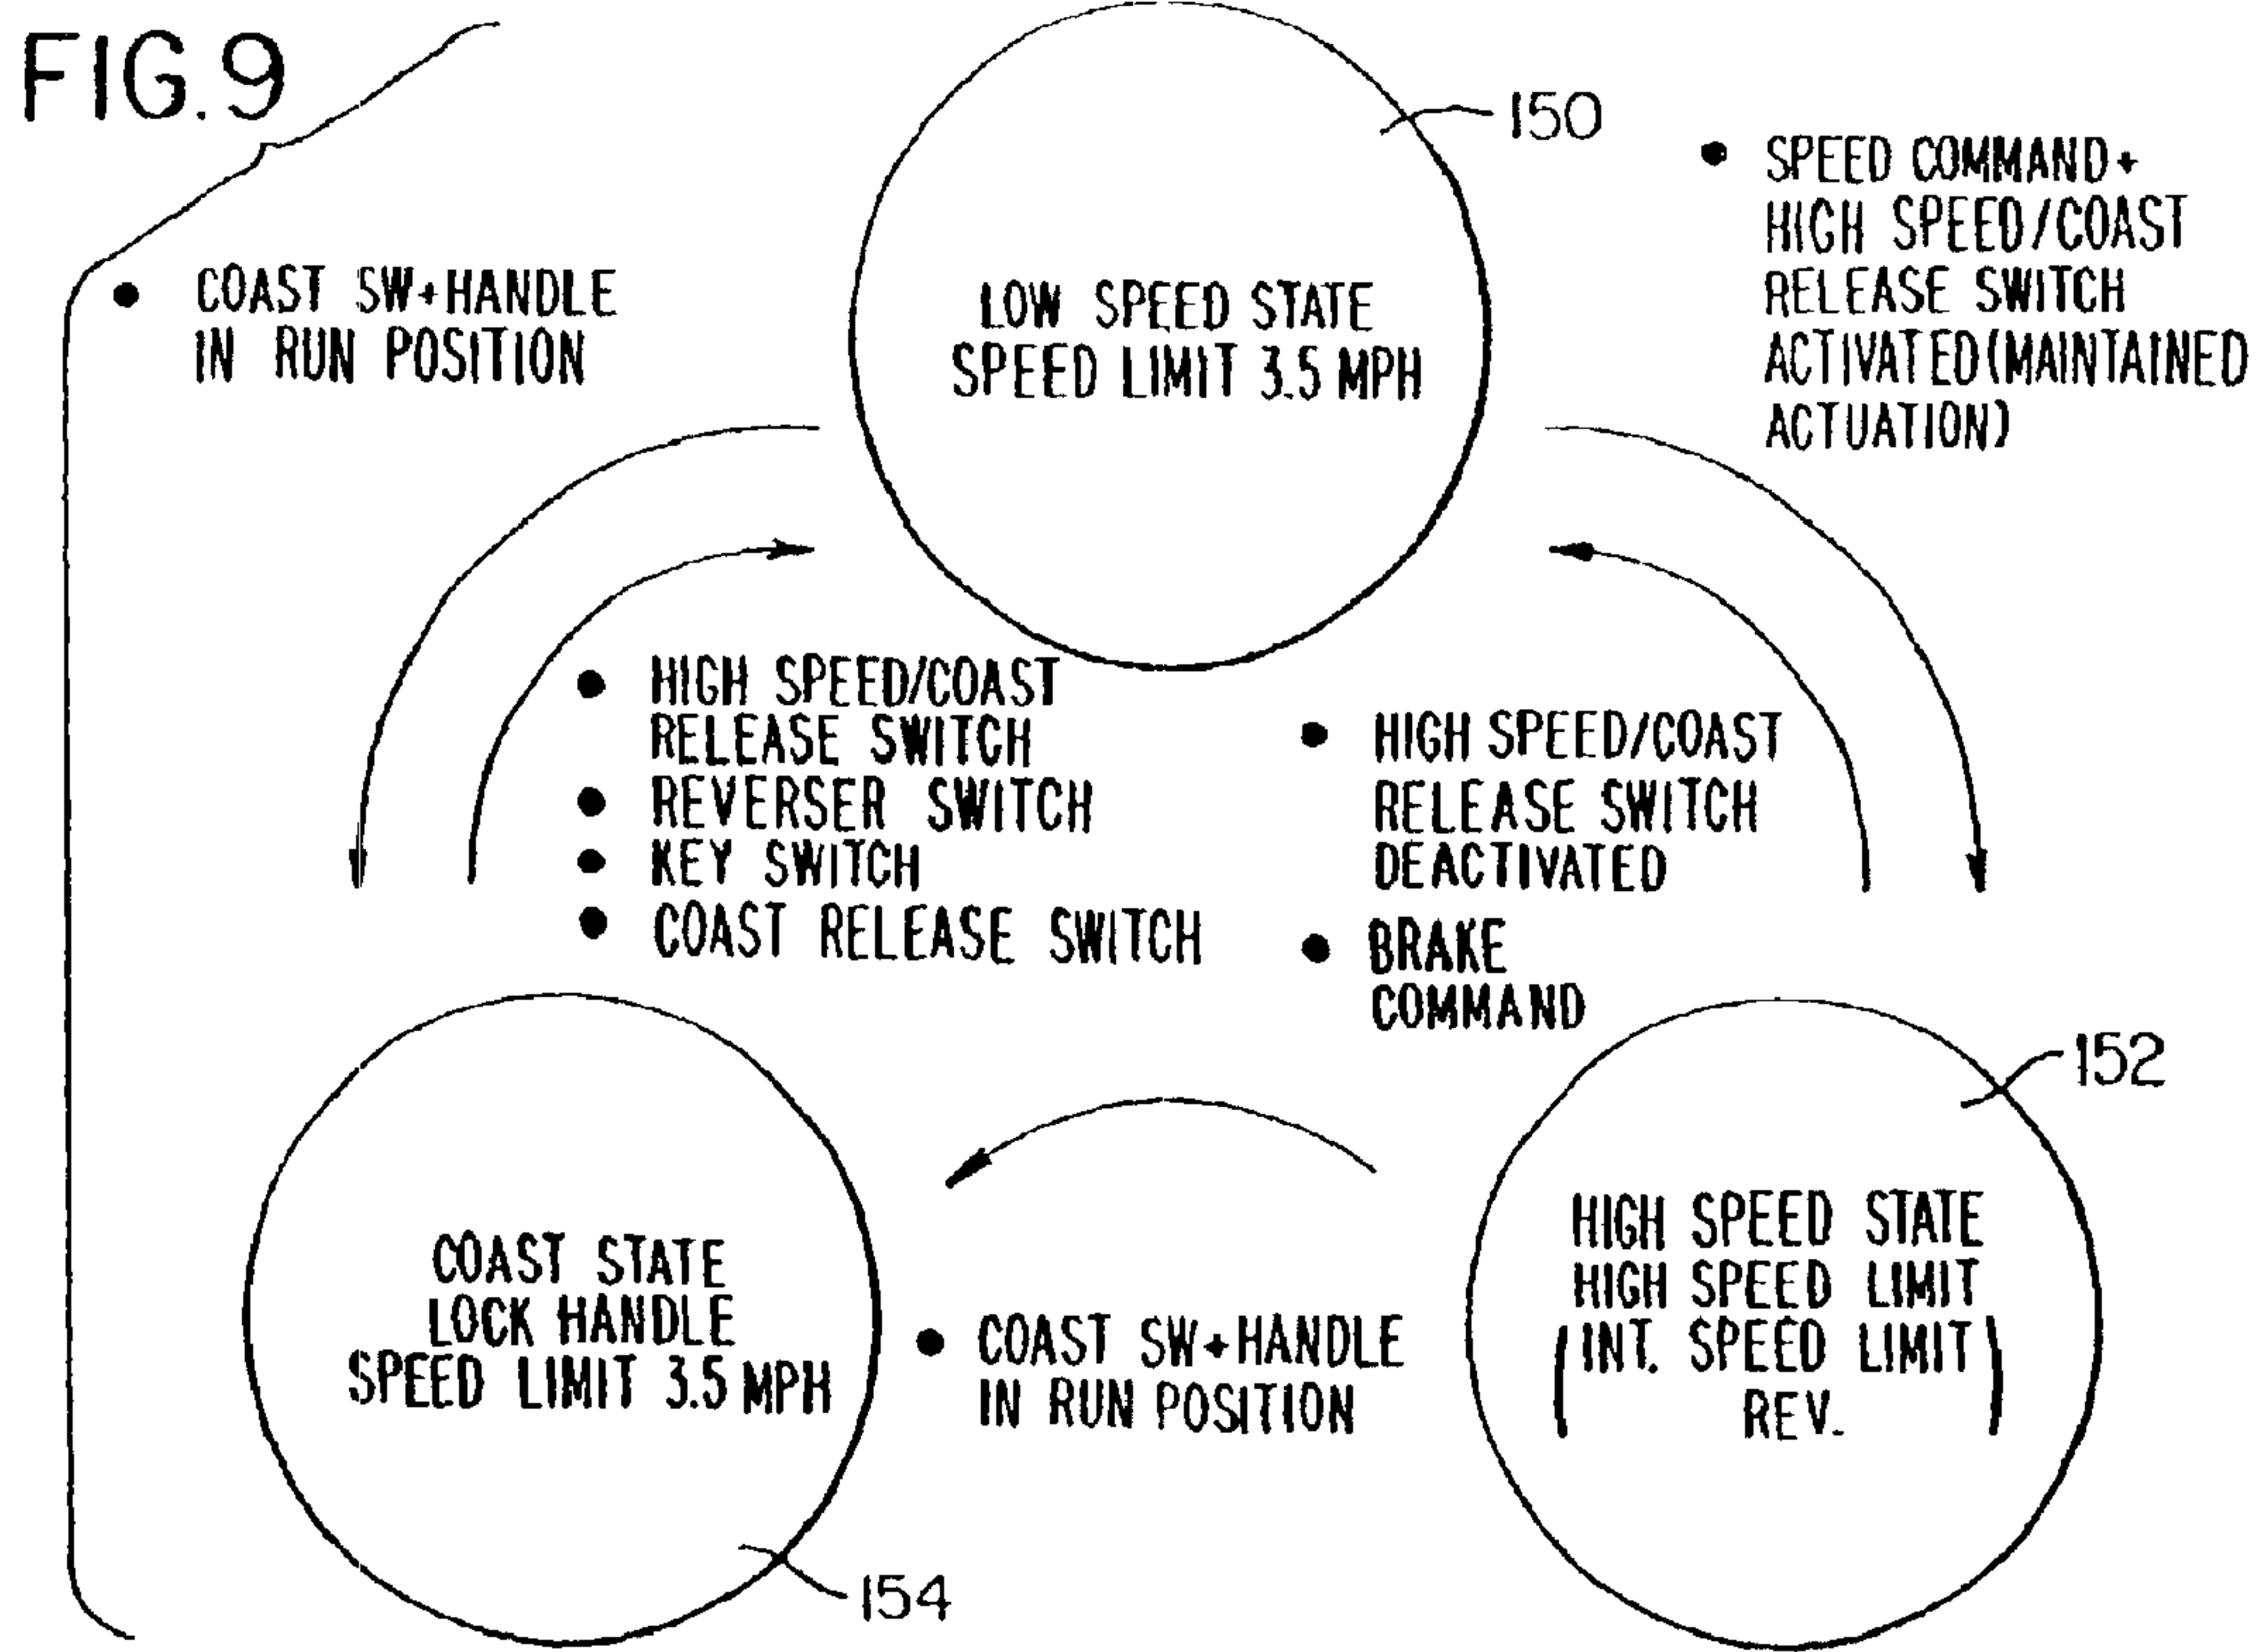 FIG. 9
150
• SPEED COMMAND +
HIGH SPEED/COAST
RELEASE SWITCH
ACTIVATED (MAINTAINED
ACTUATION)
• COAST SW + HANDLE
IN RUN POSITION
LOW SPEED STATE
SPEED LIMIT 3.5 MPH
• HIGH SPEED/COAST
RELEASE SWITCH
• REVERSER SWITCH
• KEY SWITCH
• COAST RELEASE SWITCH
• HIGH SPEED/COAST
RELEASE SWITCH
DEACTIVATED
• BRAKE
COMMAND
152
COAST STATE
LOCK HANDLE
SPEED LIMIT 3.5 MPH
154
• COAST SW + HANDLE
IN RUN POSITION
HIGH SPEED STATE
HIGH SPEED LIMIT
(INT. SPEED LIMIT
REV.)